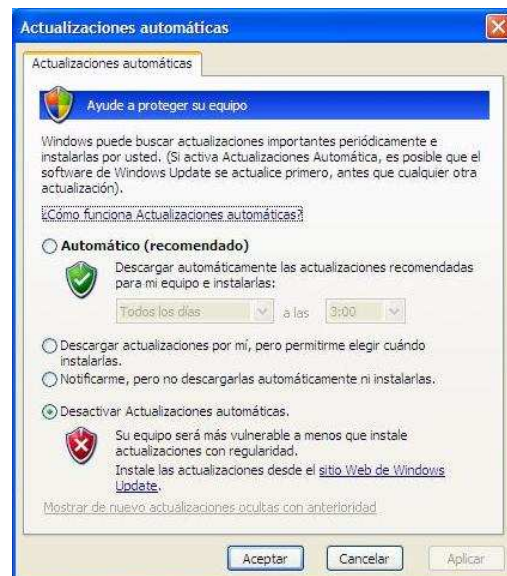 Actualizaciones automáticas
Actualizaciones automáticas
Ayude a proteger su equipo
Windows puede buscar actualizaciones importantes periódicamente e
instalarlas por usted. (Si activa Actualizaciones Automática, es posible que el
software de Windows Update se actualice primero, antes que cualquier otra
actualización).
¿Cómo funciona Actualizaciones automáticas?
Automático (recomendado)
Descargar automáticamente las actualizaciones recomendadas
para mi equipo e instalarlas:
Todos los días a las 3:00
Descargar actualizaciones por mí, pero permitirme elegir cuándo
instalarlas.
Notificarme, pero no descargarlas automáticamente ni instalarlas.
Desactivar Actualizaciones automáticas.
Su equipo será más vulnerable a menos que instale
actualizaciones con regularidad.
Instale las actualizaciones desde el sitio Web de Windows
Update.
Mostrar de nuevo actualizaciones ocultas con anterioridad
Aceptar Cancelar Aplicar